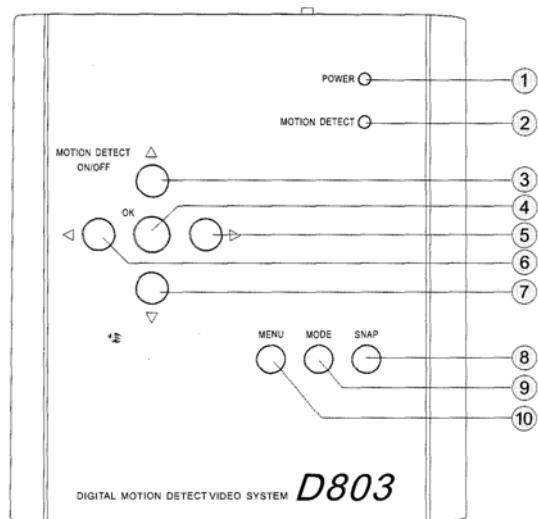 POWER
①
MOTION DETECT
②
MOTION DETECT △
ON/OFF
③
OK
④
◁ ▷
⑤
⑥
⑦
▽
MENU MODE SNAP
⑧
⑨
⑩
DIGITAL MOTION DETECT VIDEO SYSTEM D803